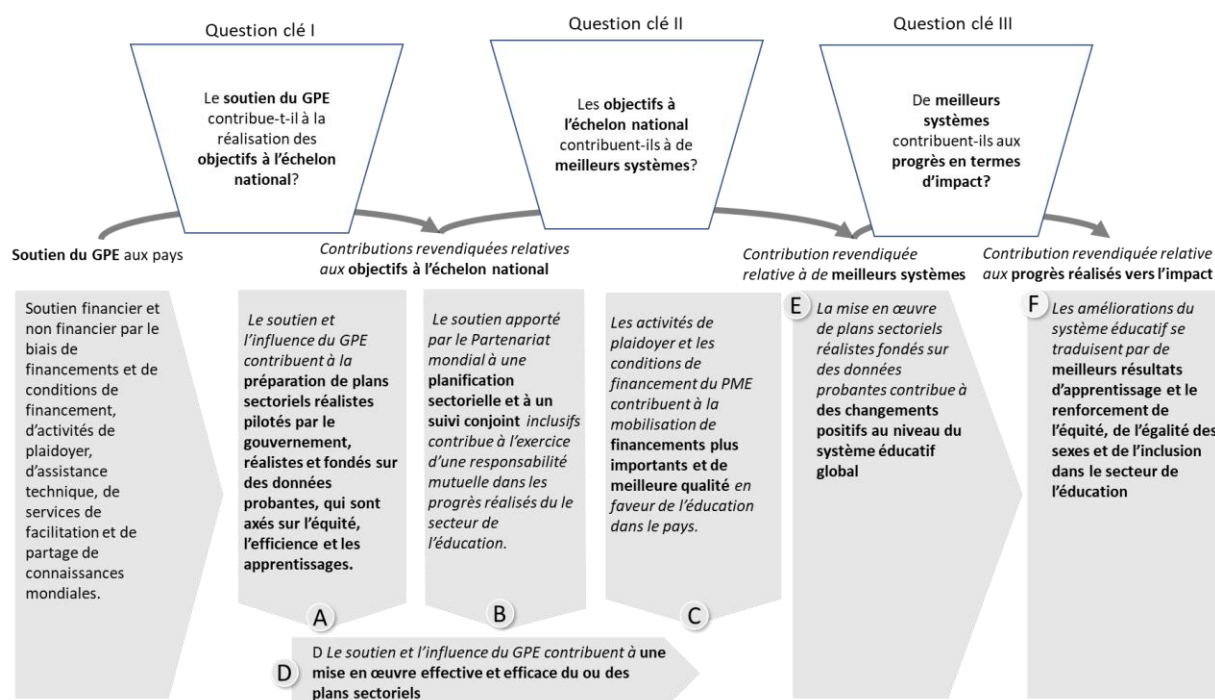 Question clé I
Le soutien du GPE
contribue-t-il à la
réalisation des
objectifs à l'échelon
national?
Question clé II
Les objectifs à
l'échelon national
contribuent-ils à de
meilleurs systèmes?
Question clé III
De meilleurs
systèmes
contribuent-ils aux
progrès en termes
d'impact?
Soutien du GPE aux pays
Contributions revendiquées relatives
aux objectifs à l'échelon national
Contribution revendiquée
relative à de meilleurs systèmes
Contribution revendiquée relative
aux progrès réalisés vers l'impact
Soutien financier et
non financier par le
biais de
financements et de
conditions de
financement,
d'activités de
plaidoyer,
d'assistance
technique, de
services de
facilitation et de
partage de
connaissances
mondiales.
Le soutien et
l'influence du GPE
contribuent à la
préparation de plans
sectoriels réalistes
pilotés par le
gouvernement,
réalistes et fondés sur
des données
probantes, qui sont
axés sur l'équité,
l'efficience et les
apprentissages.
A
Le soutien apporté
par le Partenariat
mondial à une
planification
sectorielle et à un
suivi conjoint inclusifs
contribue à l'exercice
d'une responsabilité
mutuelle dans les
progrès réalisés du le
secteur de
l'éducation.
B
Les activités de
plaidoyer et les
conditions de
financement du PME
contribuent à la
mobilisation de
financements plus
importants et de
meilleure qualité en
faveur de l'éducation
dans le pays.
C
D
D Le soutien et l'influence du GPE contribuent à une
mise en œuvre effective et efficace du ou des
plans sectoriels
E
La mise en œuvre
de plans sectoriels
réalistes fondés sur
des données
probantes contribue à
des changements
positifs au niveau du
système éducatif
global
F
Les améliorations du
système éducatif se
traduisent par de
meilleurs résultats
d'apprentissage et le
renforcement de
l'équité, de l'égalité des
sexes et de l'inclusion
dans le secteur de
l'éducation